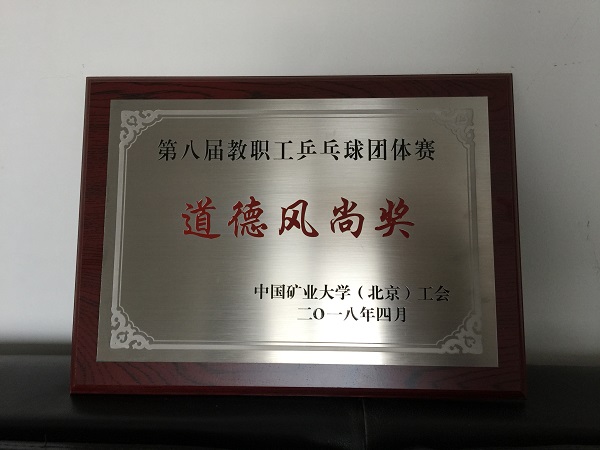 第八届教职工乒乓球团体赛
道德风尚奖
中国矿业大学（北京）工会
二〇一八年四月